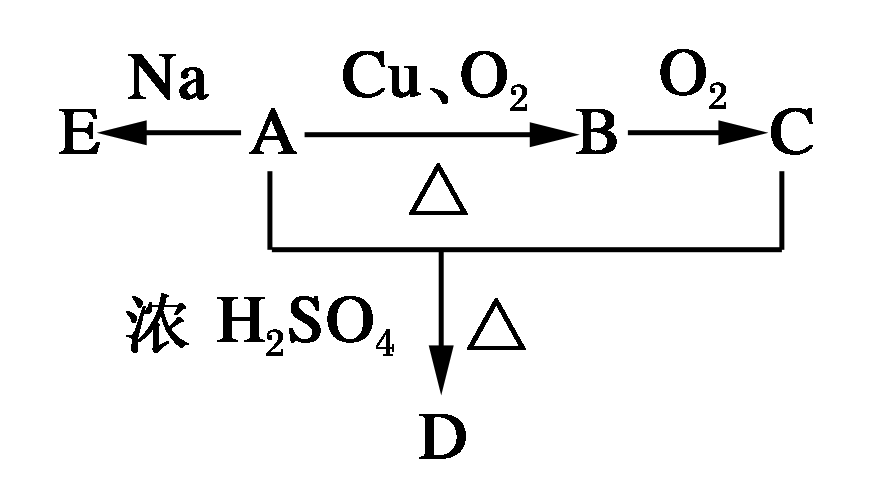 Na Cu、O₂ O₂
E A B C
△
浓 H₂SO₄ △
D